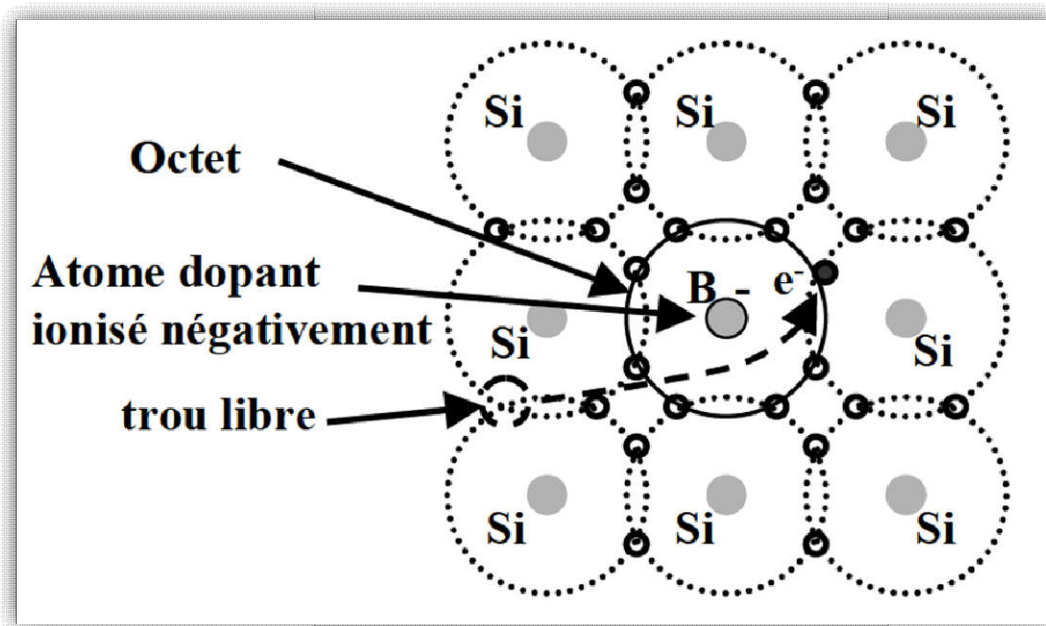 Si Si Si
Octet
Atome dopant
ionisé négativement
B - e-
Si Si
trou libre
Si Si Si